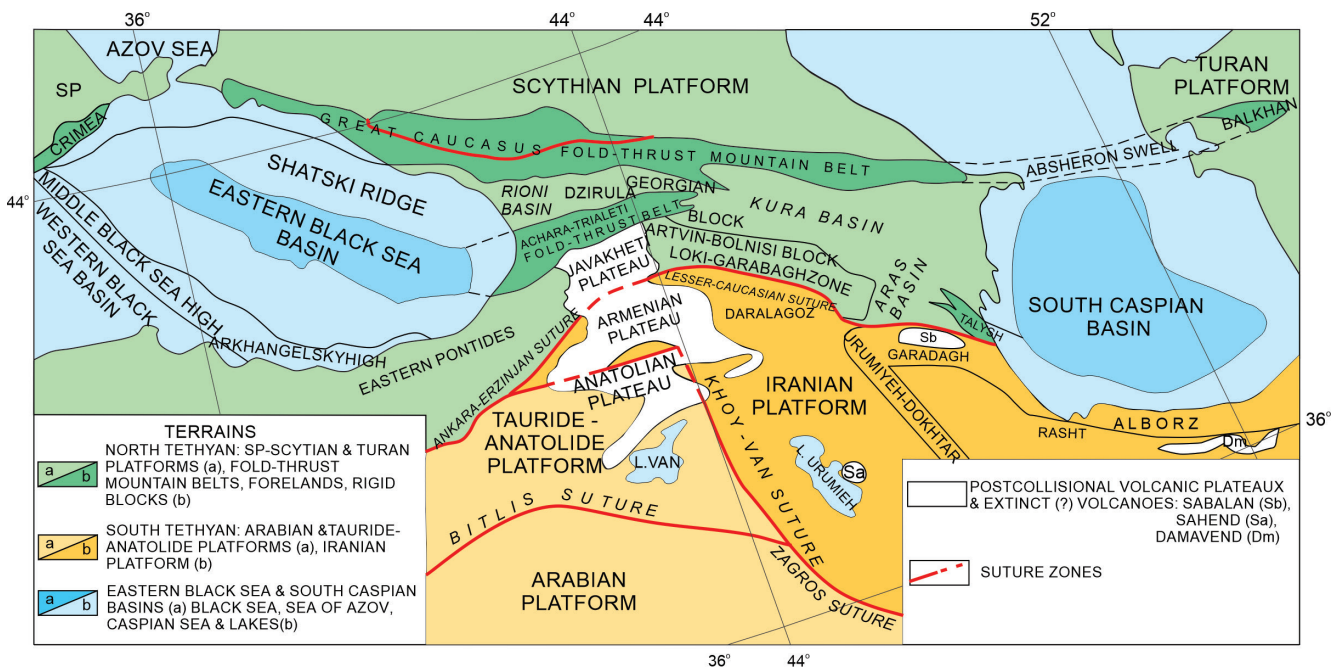 36°
44°
44°
52°
AZOV SEA
SP
CRIMEA
SCYTHIAN PLATFORM
TURAN
PLATFORM
BALKHAN
GREAT CAUCASUS FOLD-THRUST MOUNTAIN BELT
ABSHERON SWELL
SHATSKI RIDGE
EASTERN BLACK SEA
BASIN
RIONI
BASIN
DZIRULA
GEORGIAN
BLOCK
KURA BASIN
44°
MIDDLE BLACK SEA HIGH
WESTERN BLACK
SEA BASIN
ARKHANGELSKYHIGH
ACHARA-TRIALETI
FOLD-THRUST BELT
ARTVIN-BOLNISI BLOCK
LOKI-GARABAGHZONE
JAVAKHETI
PLATEAU
LESSER-CAUCASIAN SUTURE
ARAS
BASIN
TALYSH
SOUTH CASPIAN
BASIN
EASTERN PONTIDES
ANKARA-ERZINJAN SUTURE
ARMENIAN
PLATEAU
DARALAGOZ
Sb
GARADAGH
ANATOLIAN
PLATEAU
IRANIAN
PLATFORM
URUMIYEH-DOKHTAR
KHOY-VAN SUTURE
TAURIDE -
ANATOLIDE
PLATFORM
L.VAN
L. URUMIEH
Sa
RASHT
ALBORZ
Dm
36°
BITLIS SUTURE
ARABIAN
PLATFORM
ZAGROS SUTURE
36°
44°
TERRAINS
a
b
NORTH TETHYAN: SP-SCYTIAN & TURAN
PLATFORMS (a), FOLD-THRUST
MOUNTAIN BELTS, FORELANDS, RIGID
BLOCKS (b)
a
b
SOUTH TETHYAN: ARABIAN &TAURIDE-
ANATOLIDE PLATFORMS (a), IRANIAN
PLATFORM (b)
a
b
EASTERN BLACK SEA & SOUTH CASPIAN
BASINS (a) BLACK SEA, SEA OF AZOV,
CASPIAN SEA & LAKES(b)
POSTCOLLISIONAL VOLCANIC PLATEAUX
& EXTINCT (?) VOLCANOES: SABALAN (Sb),
SAHEND (Sa),
DAMAVEND (Dm)
SUTURE ZONES